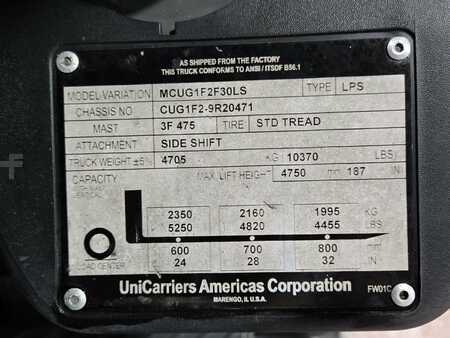 AS SHIPPED FROM THE FACTORY
THIS TRUCK CONFORMS TO ANSI / ITSDF B56.1
MODEL-VARIATION MCUG1F2F30LS TYPE LPS
CHASSIS NO CUG1F2-9R20471
MAST 3F 475 TIRE STD TREAD
ATTACHMENT SIDE SHIFT
TRUCK WEIGHT ±5% 4705 KG 10370 LBS
CAPACITY MAX. LIFT HEIGHT 4750 mm 187 IN
2350 2160 1995 KG
5250 4820 4455 LBS
600 700 800 mm
LOAD CENTER 24 28 32 IN
UniCarriers Americas Corporation
MARENGO, IL U.S.A.
FW01C